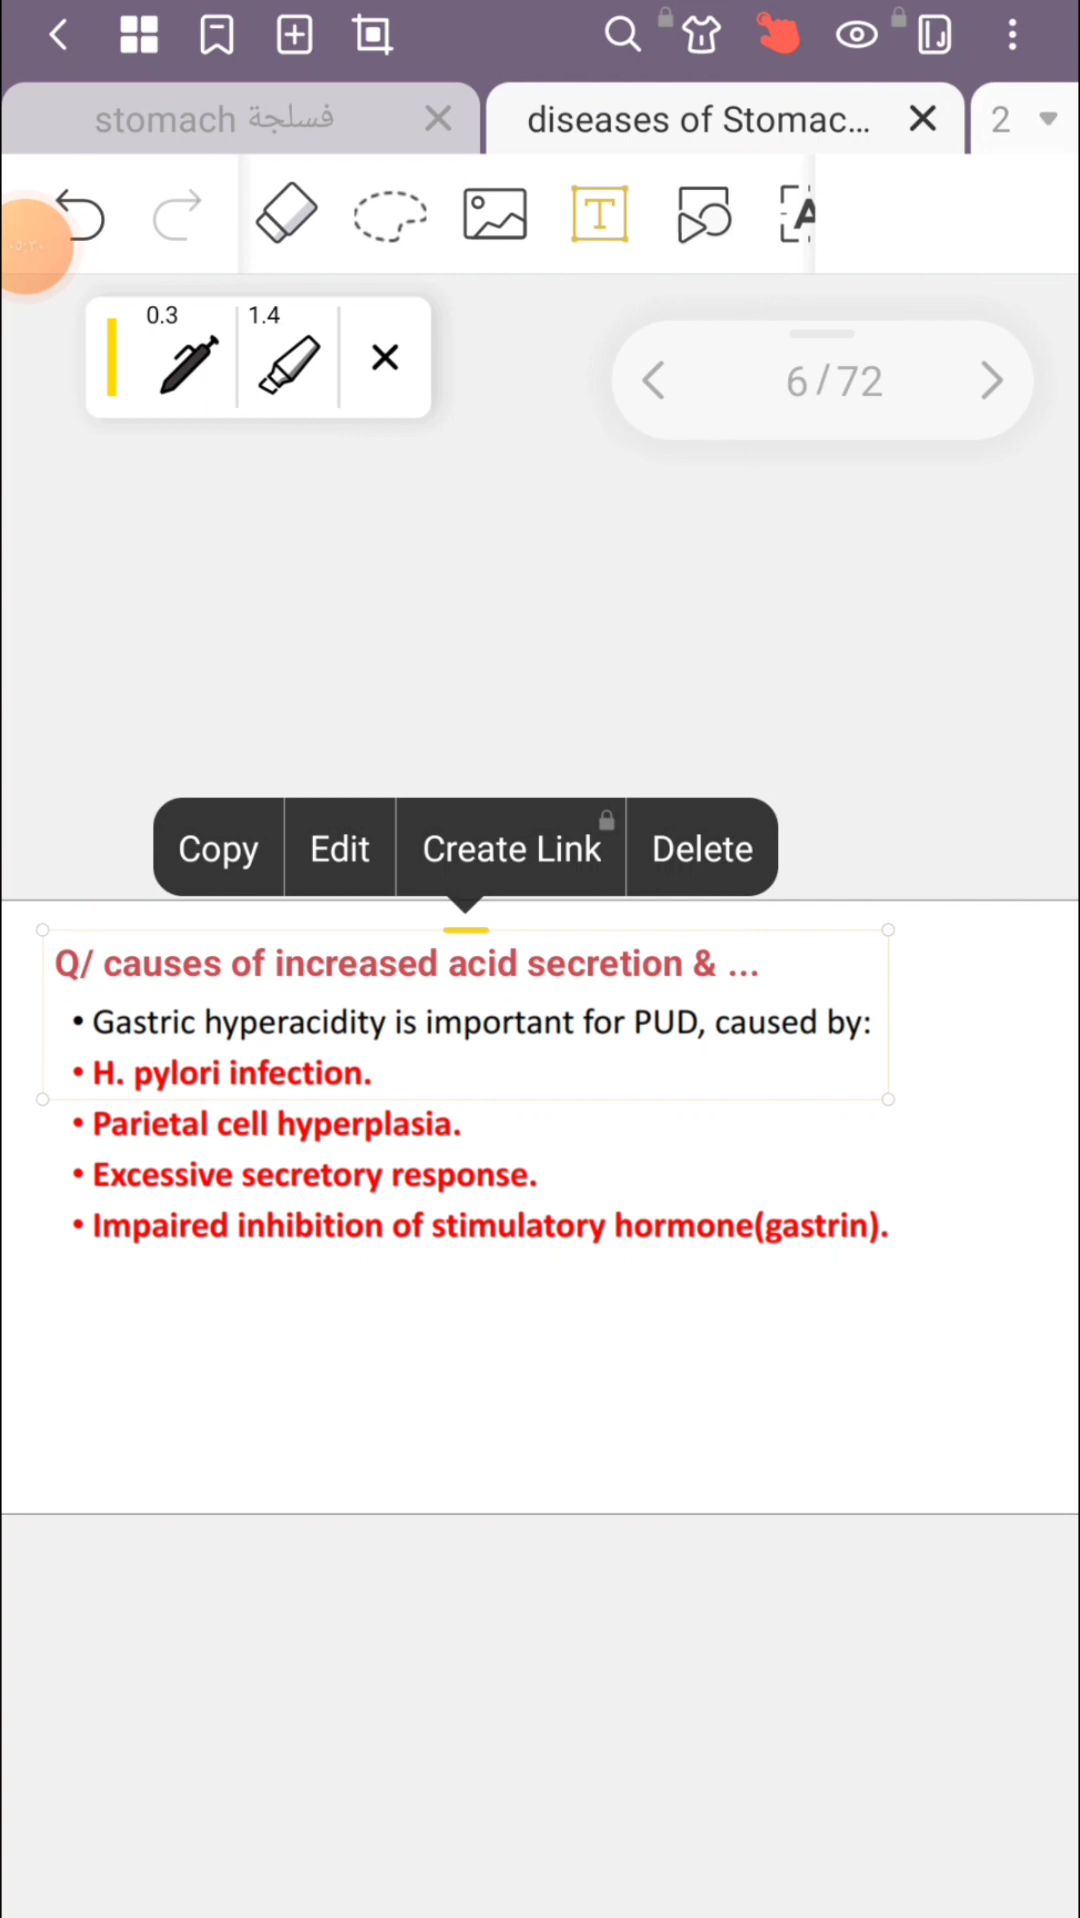 stomach فسلجة
diseases of Stomac...
2
0.3
1.4
6/72
Copy
Edit
Create Link
Delete
Q/ causes of increased acid secretion & ...
• Gastric hyperacidity is important for PUD, caused by:
• H. pylori infection.
• Parietal cell hyperplasia.
• Excessive secretory response.
• Impaired inhibition of stimulatory hormone(gastrin).